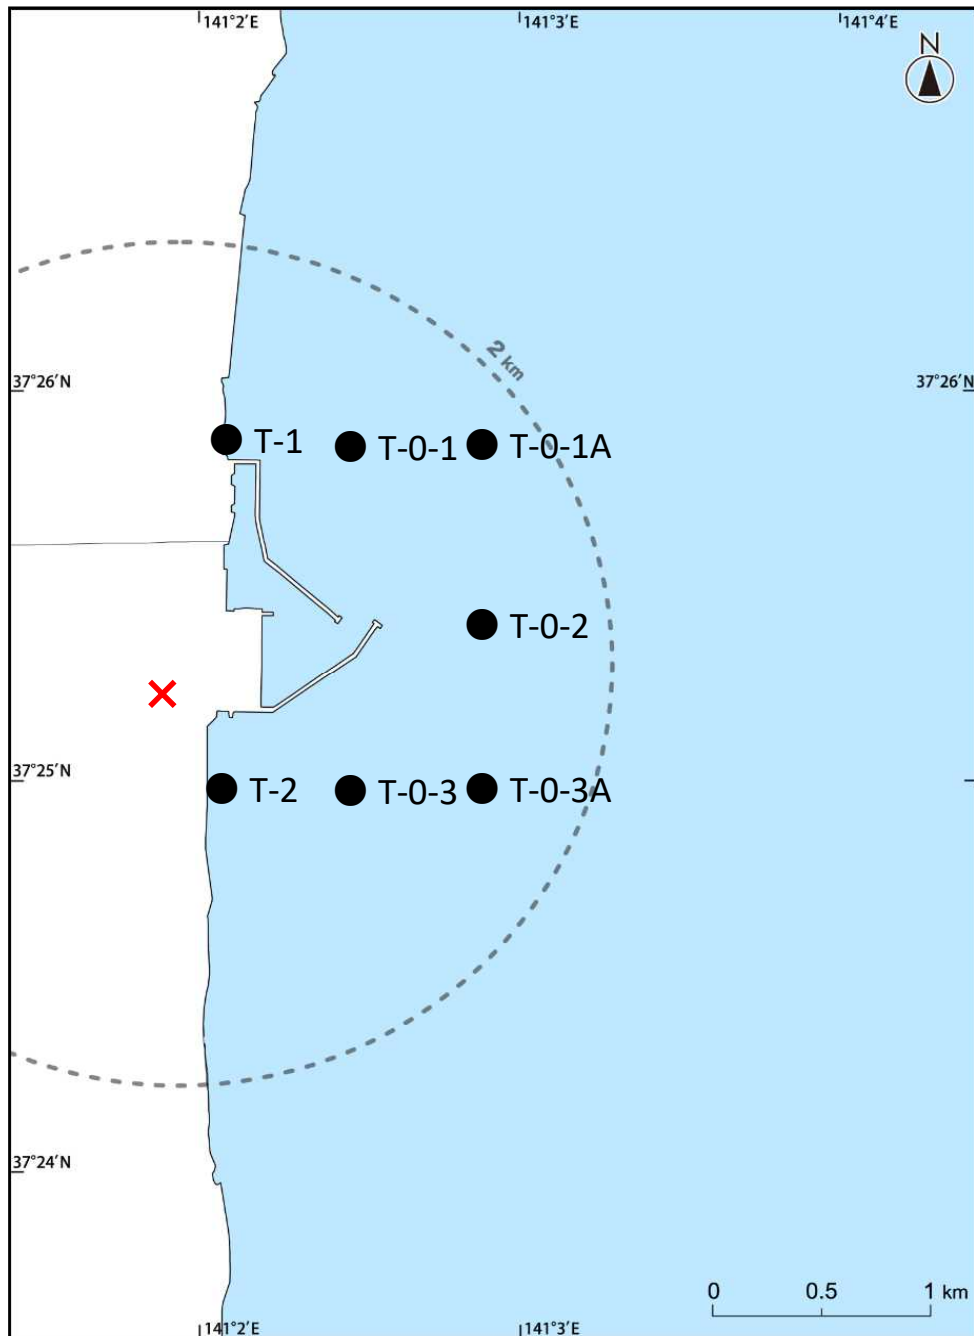 141°2′E
141°3′E
141°4′E
N
2 km
37°26′N
37°26′N
T-1
T-0-1
T-0-1A
T-0-2
37°25′N
T-2
T-0-3
T-0-3A
37°24′N
0 0.5 1 km
141°2′E
141°3′E